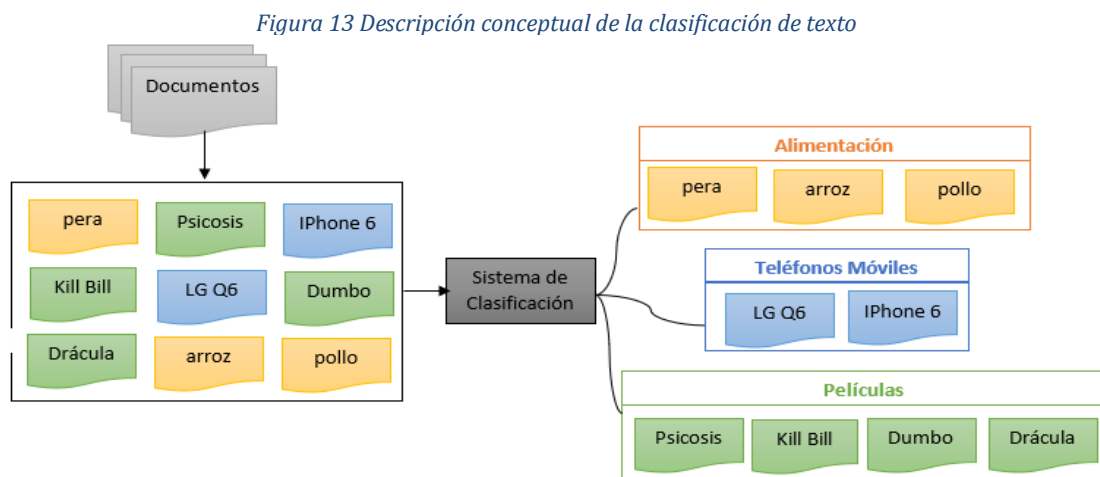 Figura 13 Descripción conceptual de la clasificación de texto
Documentos
pera
Psicosis
IPhone 6
Kill Bill
LG Q6
Dumbo
Drácula
arroz
pollo
Sistema de
Clasificación
Alimentación
pera
arroz
pollo
Teléfonos Móviles
LG Q6
IPhone 6
Películas
Psicosis
Kill Bill
Dumbo
Drácula